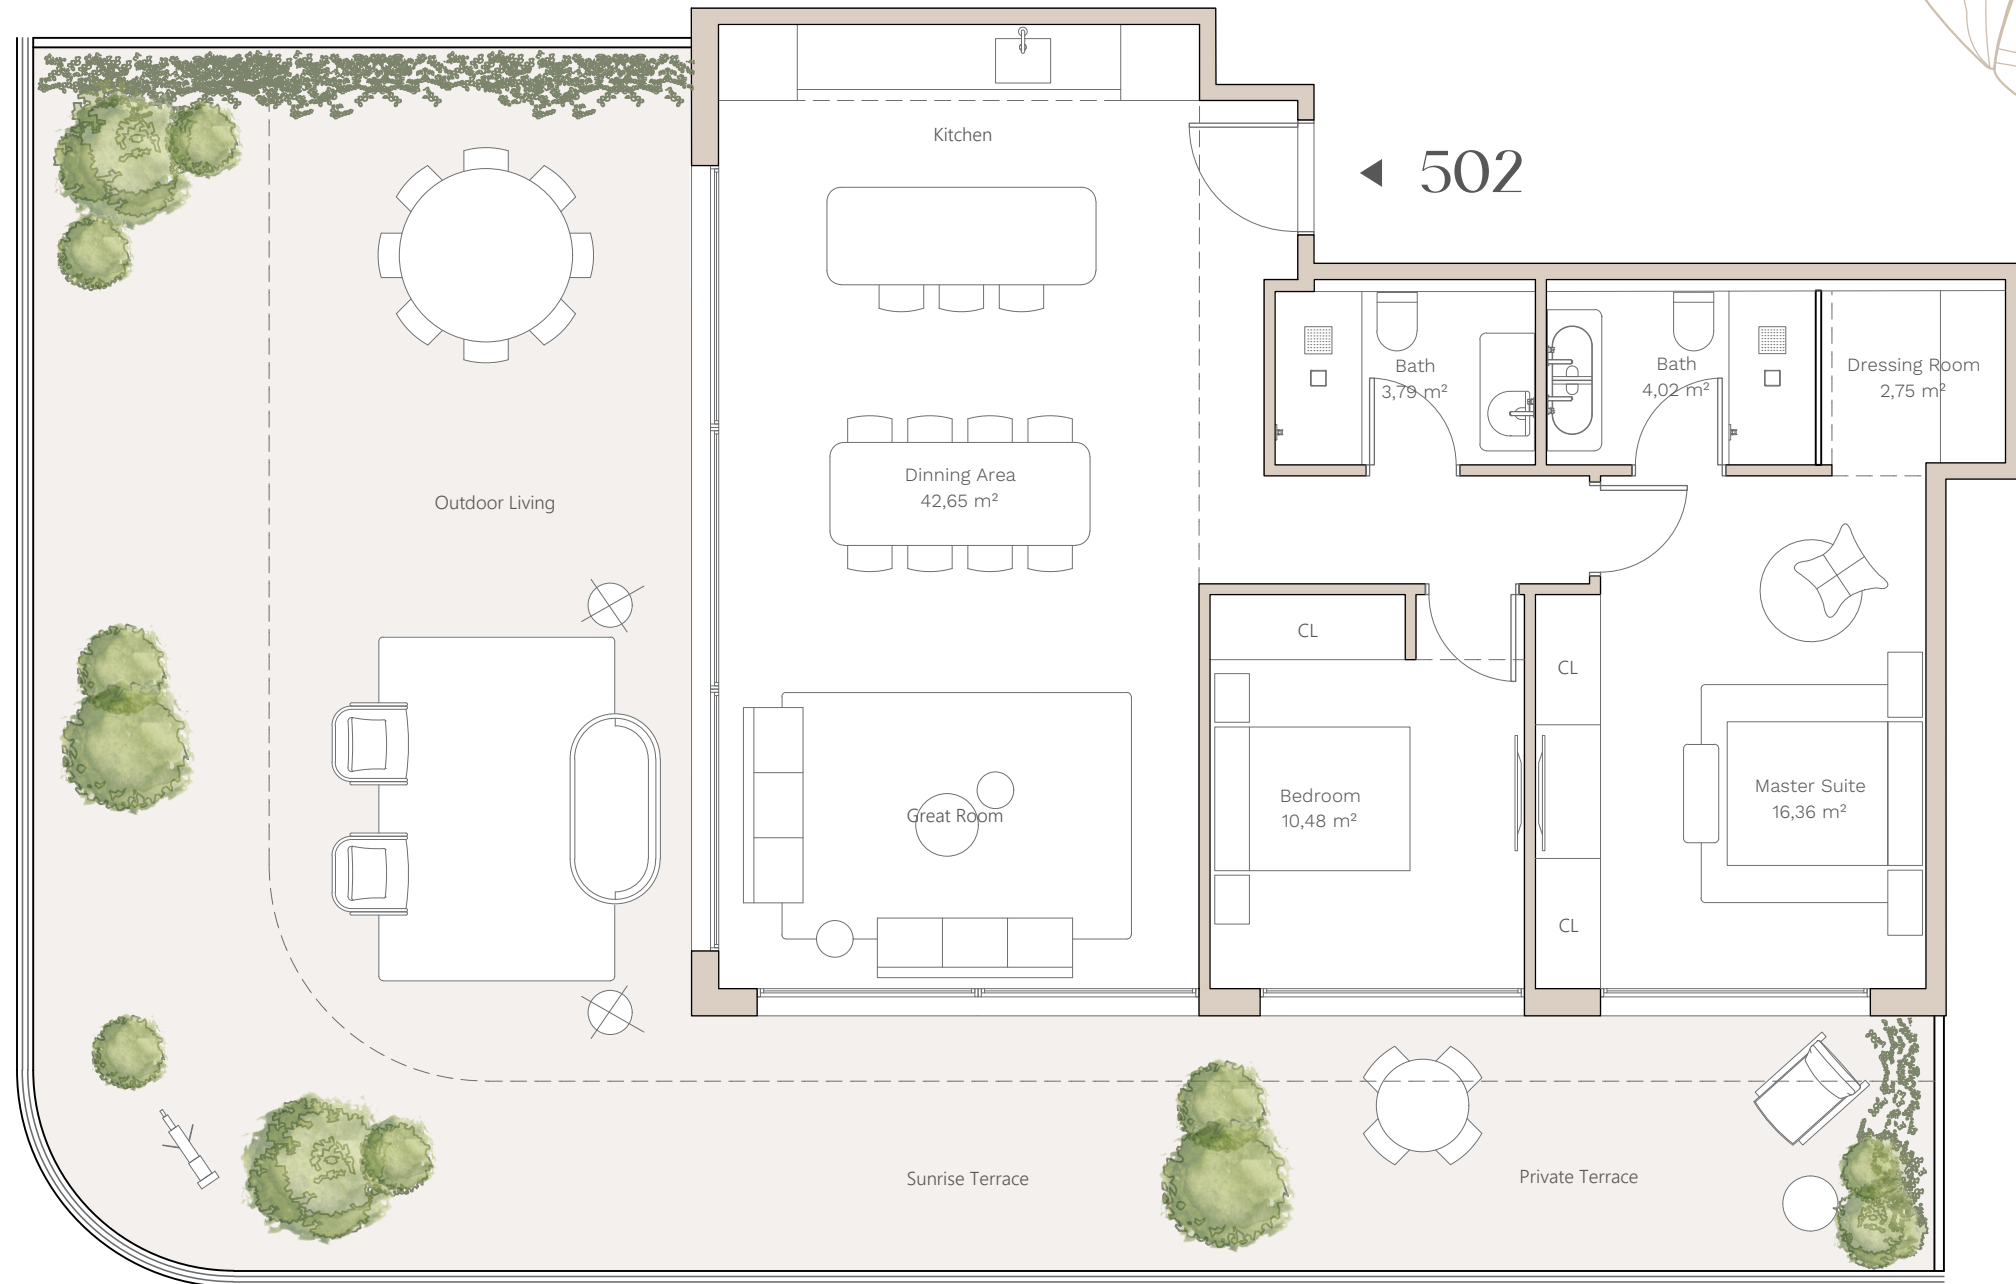 502
Kitchen
Bath
3,79 m²
Bath
4,02 m²
Dressing Room
2,75 m²
Dinning Area
42,65 m²
Outdoor Living
CL
CL
Great Room
Bedroom
10,48 m²
Master Suite
16,36 m²
CL
Sunrise Terrace
Private Terrace